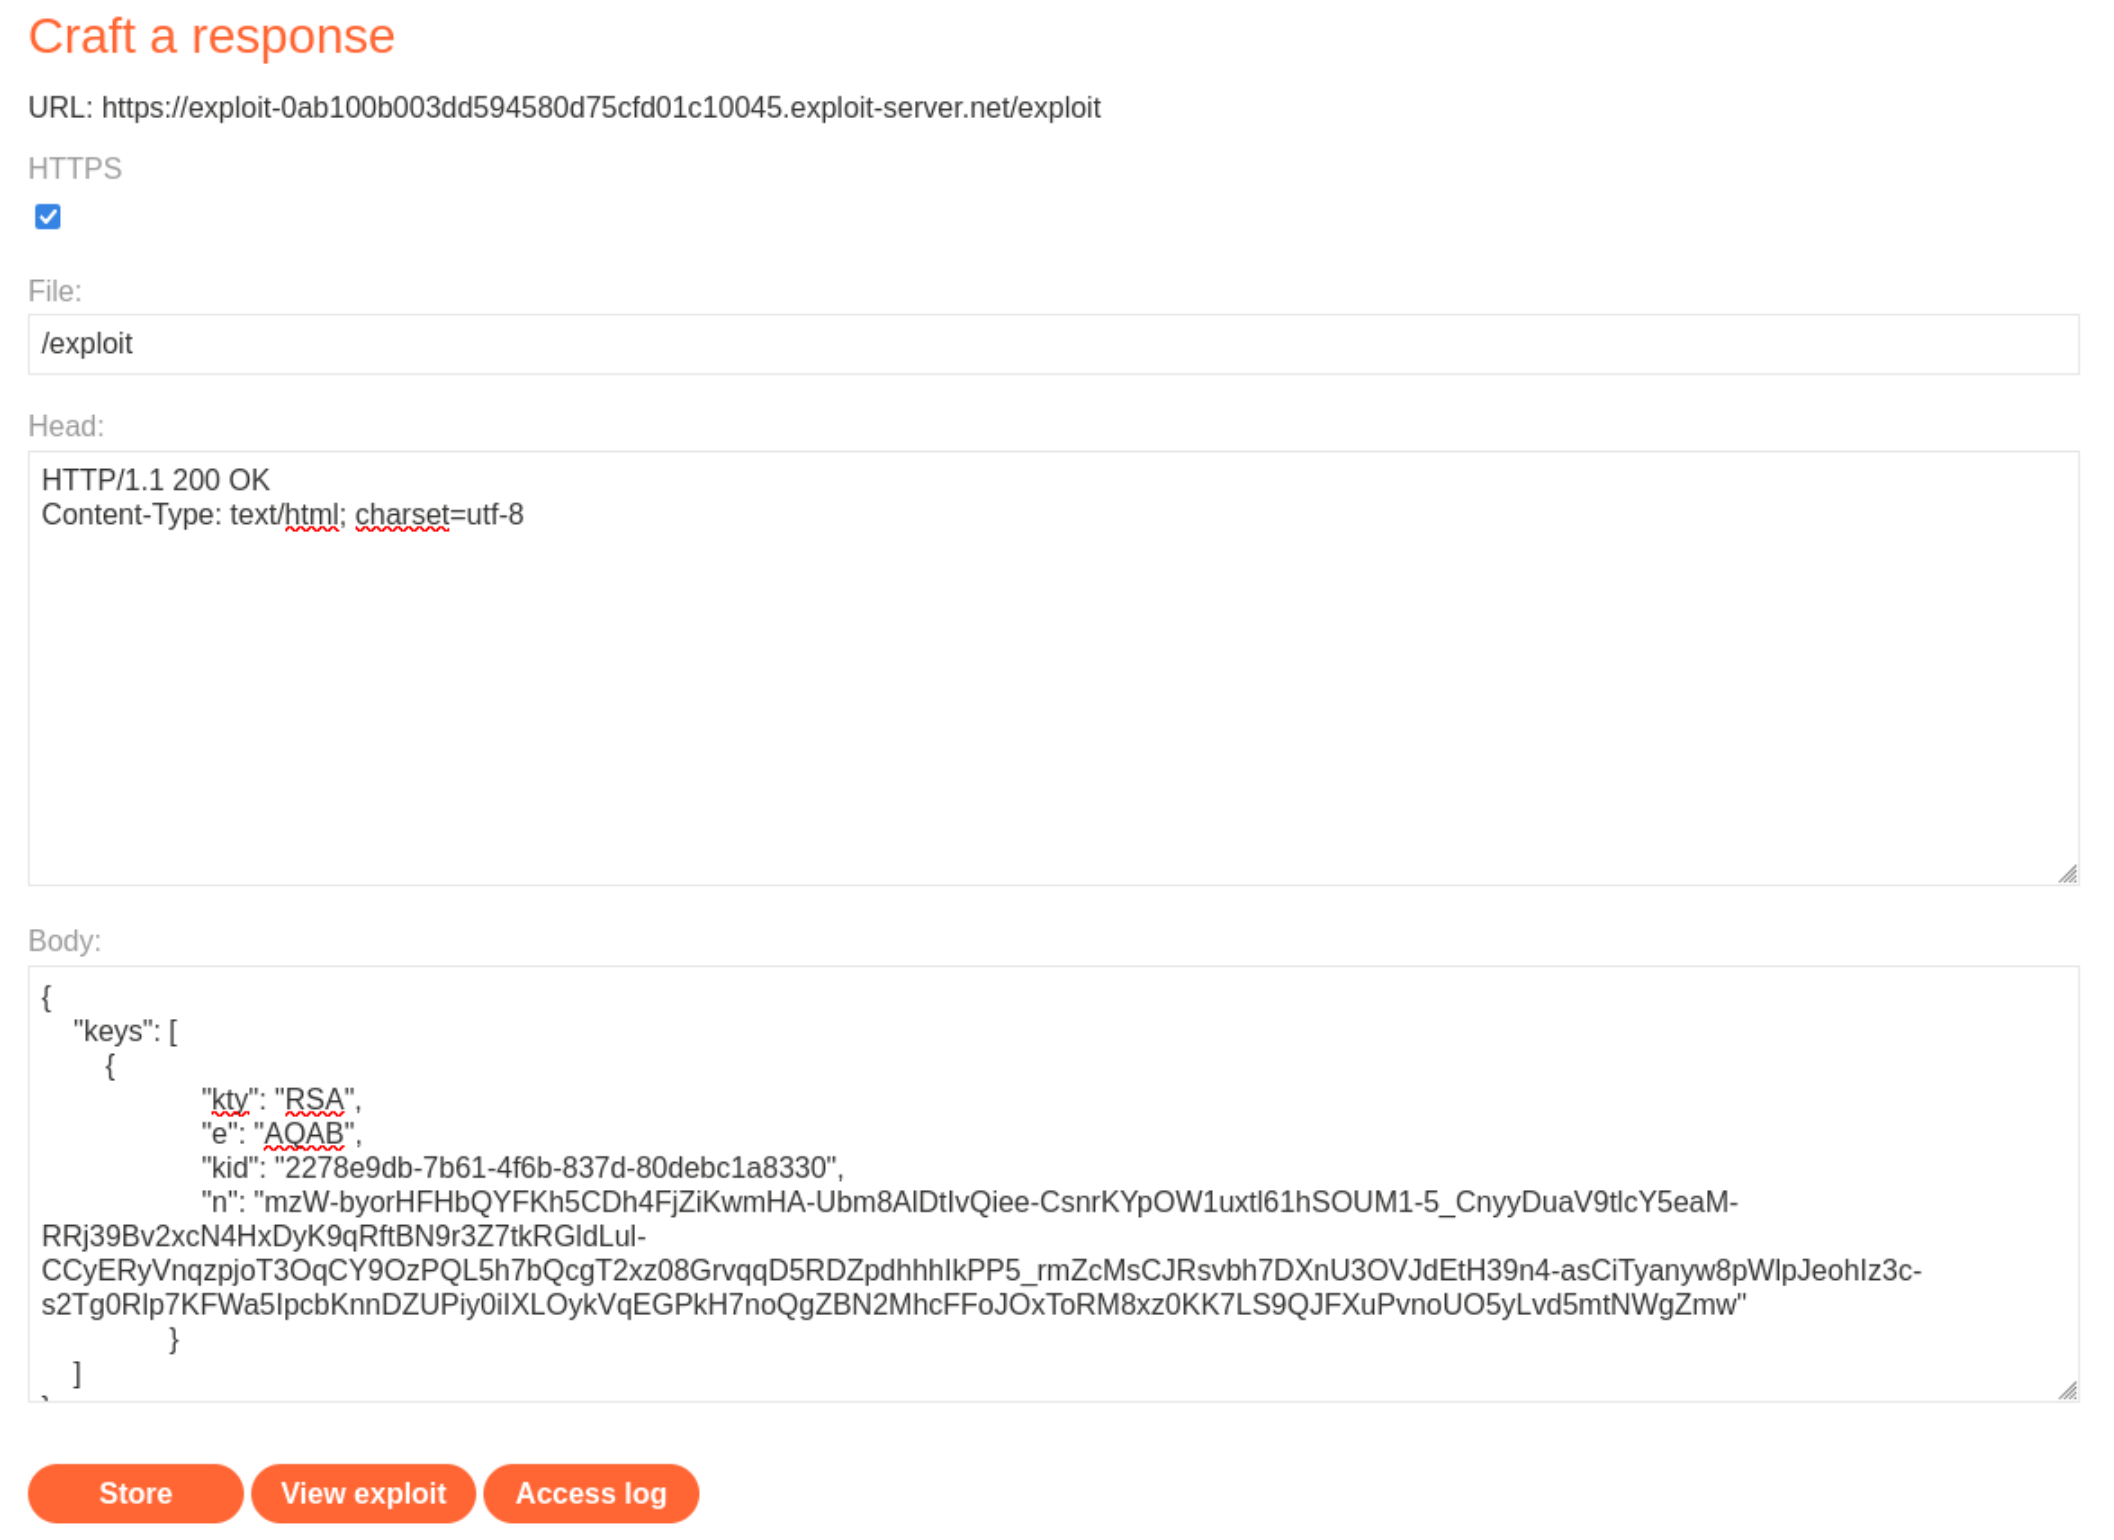 Craft a response
URL: https://exploit-0ab100b003dd594580d75cfd01c10045.exploit-server.net/exploit
HTTPS
File:
/exploit
Head:
HTTP/1.1 200 OK
Content-Type: text/html; charset=utf-8
Body:
{
"keys": [
{
"kty": "RSA",
"e": "AQAB",
"kid": "2278e9db-7b61-4f6b-837d-80debc1a8330",
"n": "mzW-byorHFHbQYFKh5CDh4FjZiKwmHA-Ubm8AlDtIvQiee-CsnrKYpOW1uxtl61hSOUM1-5_CnyyDuaV9tlcY5eaM-
RRj39Bv2xcN4HxDyK9qRftBN9r3Z7tkRGldLul-
CCyERyVnqzpjoT3OqCY9OzPQL5h7bQcgT2xz08GrvqqD5RDZpdhhhIkPP5_rmZcMsCJRsvbh7DXnU3OVJdEtH39n4-asCiTyanyw8pWlpJeohIz3c-
s2Tg0Rlp7KFWa5IpcbKnnDZUPiy0iIXLOykVqEGPkH7noQgZBN2MhcFFoJOxToRM8xz0KK7LS9QJFXuPvnoUO5yLvd5mtNWgZmw"
}
]
Store
View exploit
Access log